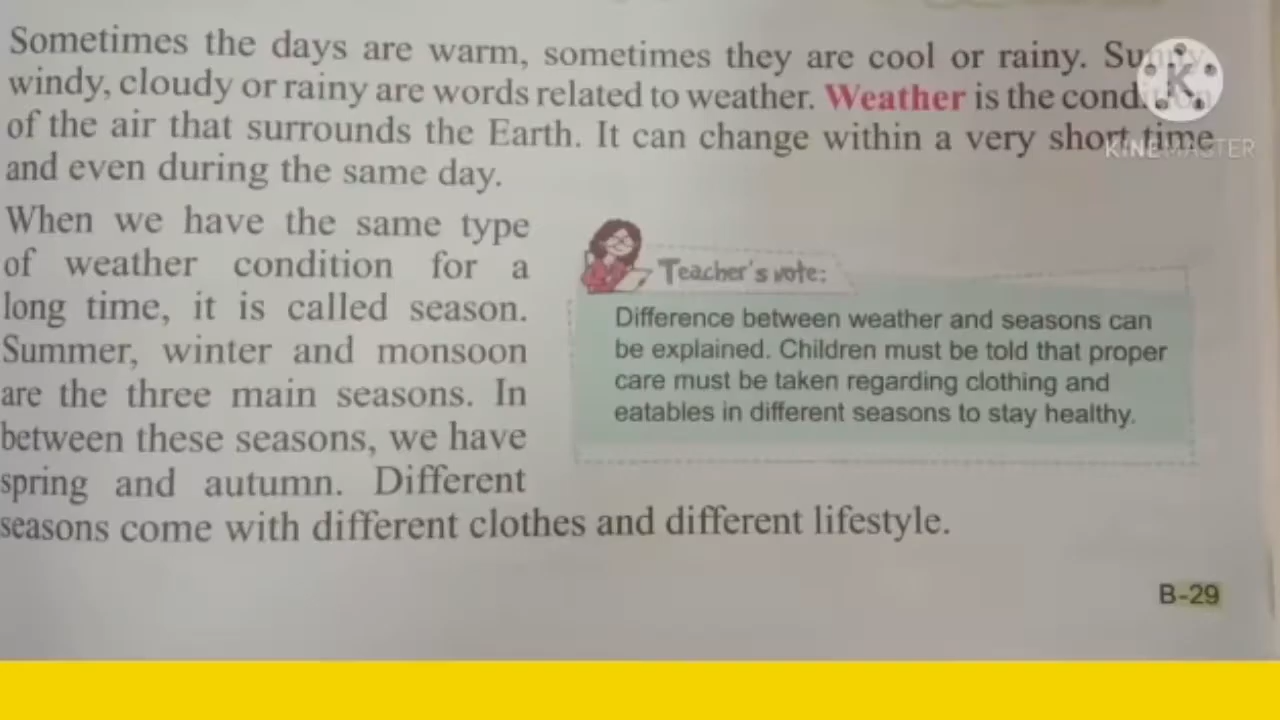 Sometimes the days are warm, sometimes they are cool or rainy. Sunny,
windy, cloudy or rainy are words related to weather. Weather is the condition
of the air that surrounds the Earth. It can change within a very short time
and even during the same day.
When we have the same type
of weather condition for a
long time, it is called season.
Summer, winter and monsoon
are the three main seasons. In
between these seasons, we have
spring and autumn. Different
seasons come with different clothes and different lifestyle.
Teacher's note:
Difference between weather and seasons can
be explained. Children must be told that proper
care must be taken regarding clothing and
eatables in different seasons to stay healthy.
B-29
K
KINEMASTER